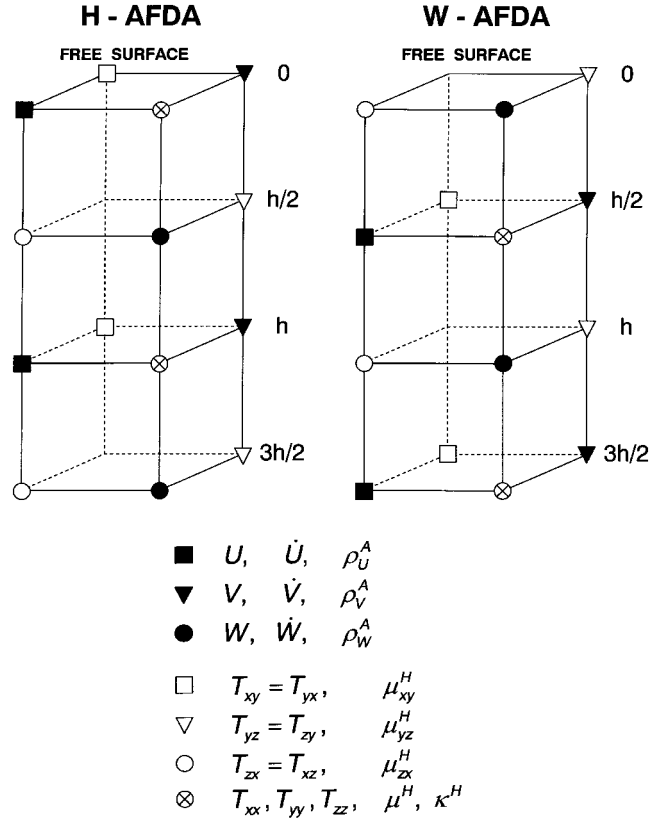 H - AFDA W - AFDA
FREE SURFACE 0 FREE SURFACE 0
h/2 h/2
h h
3h/2 3h/2
■ U, U̇, ρ_U^A
▼ V, V̇, ρ_V^A
● W, Ẇ, ρ_W^A
□ T_xy = T_yx, μ_xy^H
▽ T_yz = T_zy, μ_yz^H
○ T_zx = T_xz, μ_zx^H
⊗ T_xx, T_yy, T_zz, μ^H, κ^H